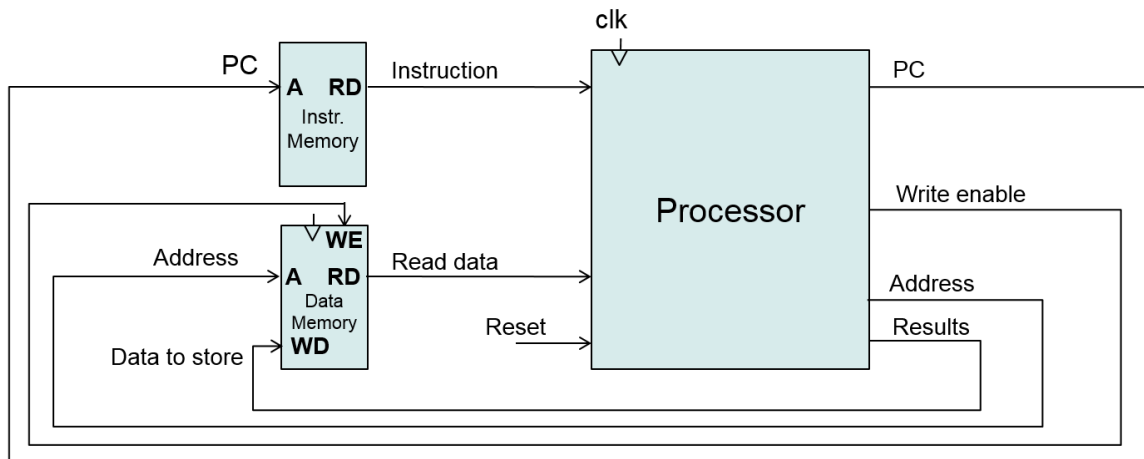 clk
PC
A RD
Instr.
Memory
Instruction
PC
Processor
Write enable
WE
Address
A RD
Data
Memory
WD
Read data
Address
Reset
Results
Data to store